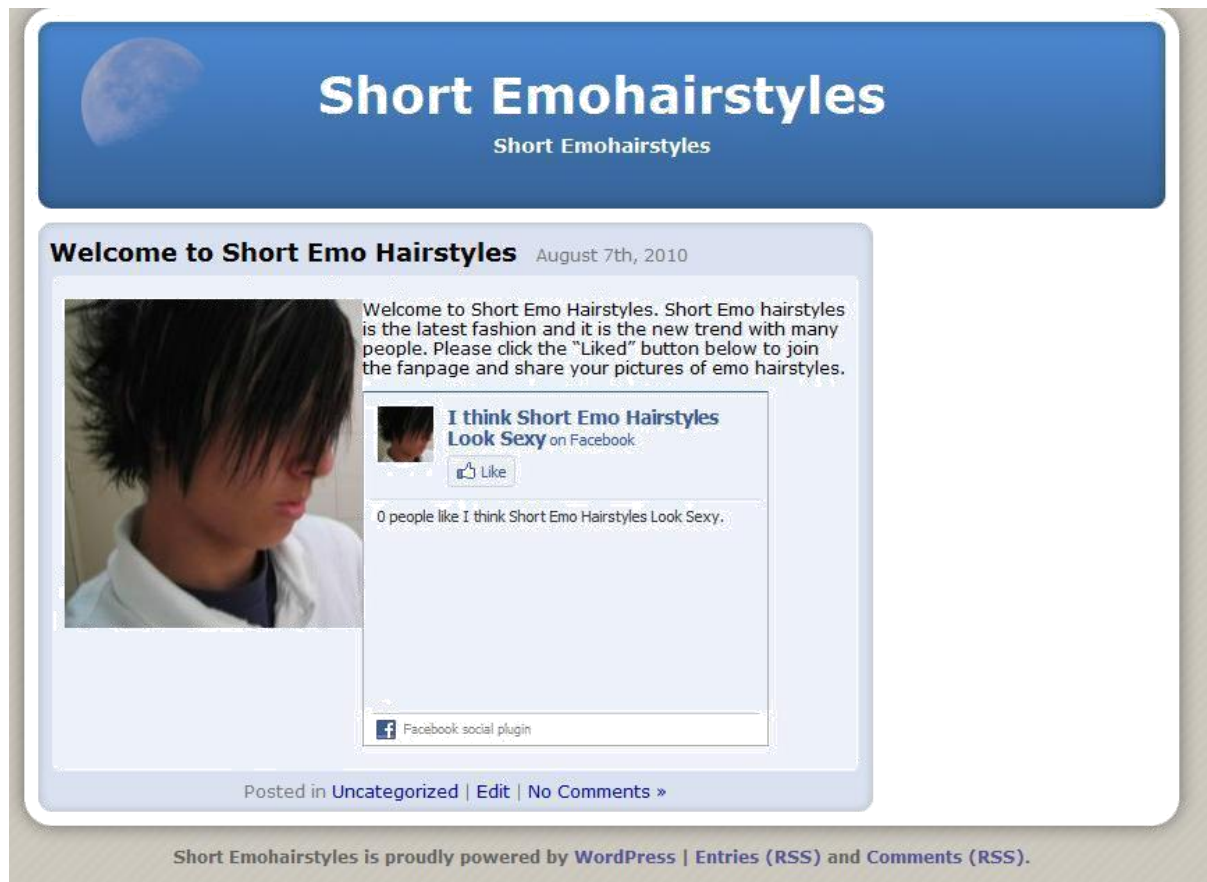 Short Emohairstyles
Short Emohairstyles
Welcome to Short Emo Hairstyles August 7th, 2010
Welcome to Short Emo Hairstyles. Short Emo hairstyles
is the latest fashion and it is the new trend with many
people. Please click the “Liked” button below to join
the fanpage and share your pictures of emo hairstyles.
I think Short Emo Hairstyles
Look Sexy on Facebook
Like
0 people like I think Short Emo Hairstyles Look Sexy.
Facebook social plugin
Posted in Uncategorized | Edit | No Comments »
Short Emohairstyles is proudly powered by WordPress | Entries (RSS) and Comments (RSS).